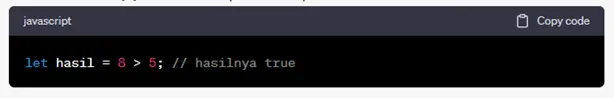 javascript
Copy code
let hasil = 8 > 5; // hasilnya true